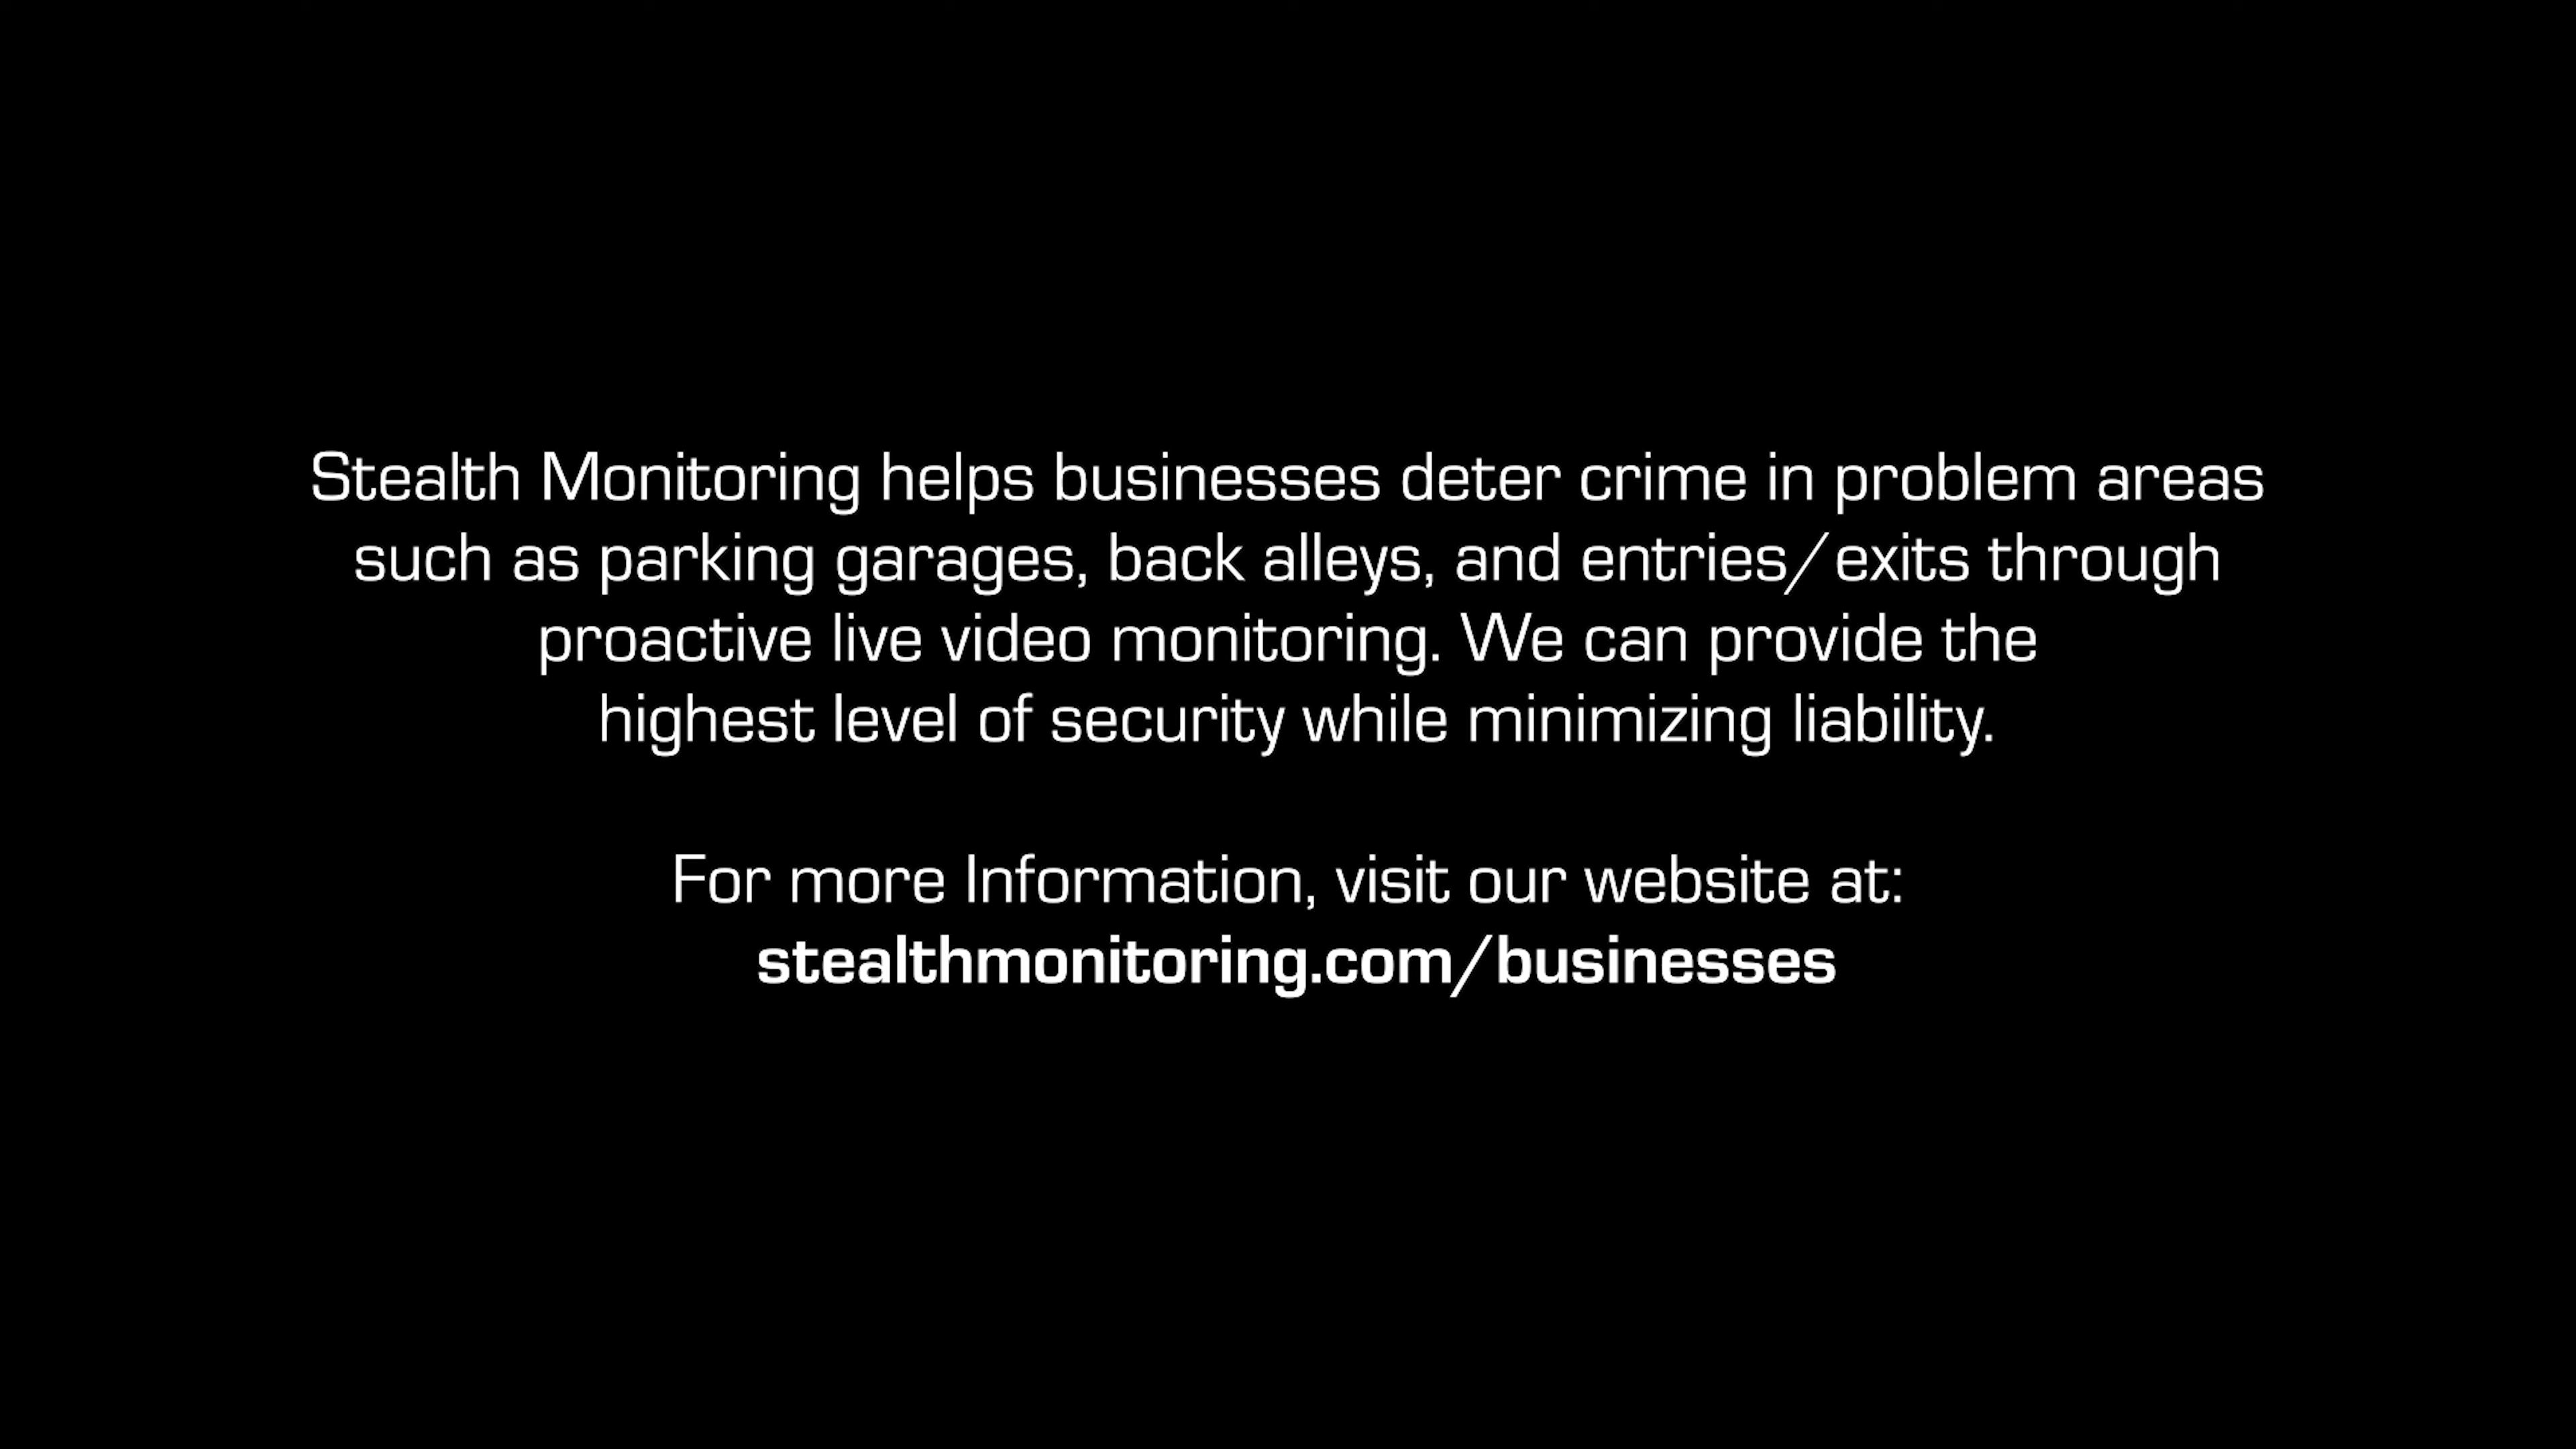 Stealth Monitoring helps businesses deter crime in problem areas
such as parking garages, back alleys, and entries/exits through
proactive live video monitoring. We can provide the
highest level of security while minimizing liability.
For more Information, visit our website at:
stealthmonitoring.com/businesses